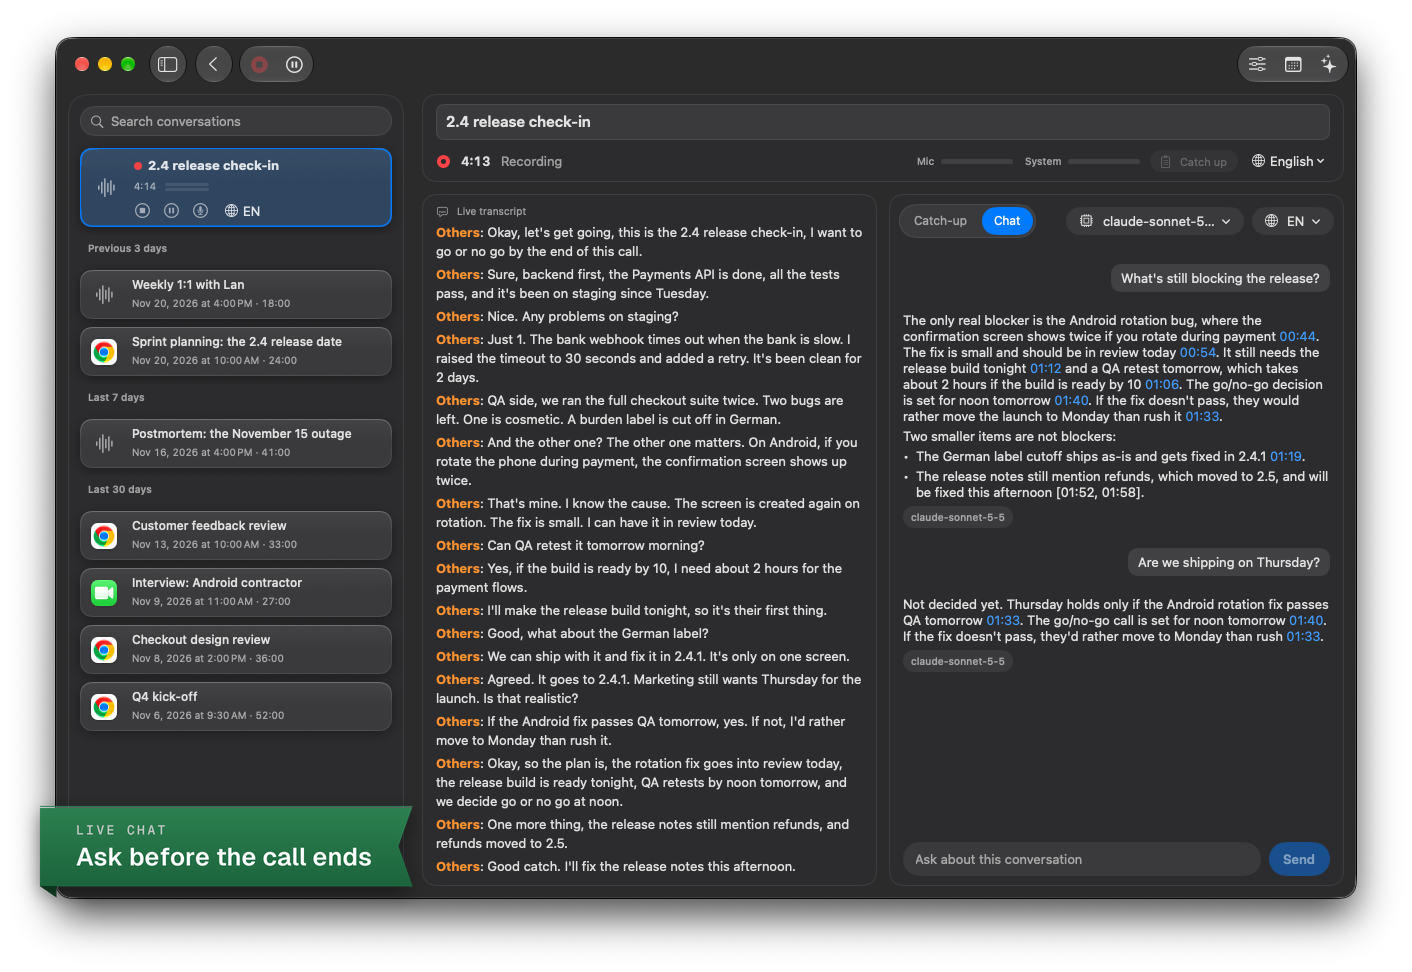 Search conversations
2.4 release check-in
4:14
EN
Previous 3 days
Weekly 1:1 with Lan
Nov 20, 2026 at 4:00 PM · 18:00
Sprint planning: the 2.4 release date
Nov 20, 2026 at 10:00 AM · 24:00
Last 7 days
Postmortem: the November 15 outage
Nov 16, 2026 at 4:00 PM · 41:00
Last 30 days
Customer feedback review
Nov 13, 2026 at 10:00 AM · 33:00
Interview: Android contractor
Nov 9, 2026 at 11:00 AM · 27:00
Checkout design review
Nov 8, 2026 at 2:00 PM · 36:00
Q4 kick-off
Nov 6, 2026 at 9:30 AM · 52:00
LIVE CHAT
Ask before the call ends
2.4 release check-in
4:13 Recording
Mic System Catch up English
Live transcript
Others: Okay, let's get going, this is the 2.4 release check-in, I want to
go or no go by the end of this call.
Others: Sure, backend first, the Payments API is done, all the tests
pass, and it's been on staging since Tuesday.
Others: Nice. Any problems on staging?
Others: Just 1. The bank webhook times out when the bank is slow. I
raised the timeout to 30 seconds and added a retry. It's been clean for
2 days.
Others: QA side, we ran the full checkout suite twice. Two bugs are
left. One is cosmetic. A burden label is cut off in German.
Others: And the other one? The other one matters. On Android, if you
rotate the phone during payment, the confirmation screen shows up
twice.
Others: That's mine. I know the cause. The screen is created again on
rotation. The fix is small. I can have it in review today.
Others: Can QA retest it tomorrow morning?
Others: Yes, if the build is ready by 10, I need about 2 hours for the
payment flows.
Others: I'll make the release build tonight, so it's their first thing.
Others: Good, what about the German label?
Others: We can ship with it and fix it in 2.4.1. It's only on one screen.
Others: Agreed. It goes to 2.4.1. Marketing still wants Thursday for the
launch. Is that realistic?
Others: If the Android fix passes QA tomorrow, yes. If not, I'd rather
move to Monday than rush it.
Others: Okay, so the plan is, the rotation fix goes into review today,
the release build is ready tonight, QA retests by noon tomorrow, and
we decide go or no go at noon.
Others: One more thing, the release notes still mention refunds, and
refunds moved to 2.5.
Others: Good catch. I'll fix the release notes this afternoon.
Catch-up Chat claude-sonnet-5... EN
What's still blocking the release?
The only real blocker is the Android rotation bug, where the
confirmation screen shows twice if you rotate during payment 00:44.
The fix is small and should be in review today 00:54. It still needs the
release build tonight 01:12 and a QA retest tomorrow, which takes
about 2 hours if the build is ready by 10 01:06. The go/no-go decision
is set for noon tomorrow 01:40. If the fix doesn't pass, they would
rather move the launch to Monday than rush it 01:33.
Two smaller items are not blockers:
• The German label cutoff ships as-is and gets fixed in 2.4.1 01:19.
• The release notes still mention refunds, which moved to 2.5, and will
be fixed this afternoon [01:52, 01:58].
claude-sonnet-5-5
Are we shipping on Thursday?
Not decided yet. Thursday holds only if the Android rotation fix passes
QA tomorrow 01:33. The go/no-go call is set for noon tomorrow 01:40.
If the fix doesn't pass, they'd rather move to Monday than rush 01:33.
claude-sonnet-5-5
Ask about this conversation
Send